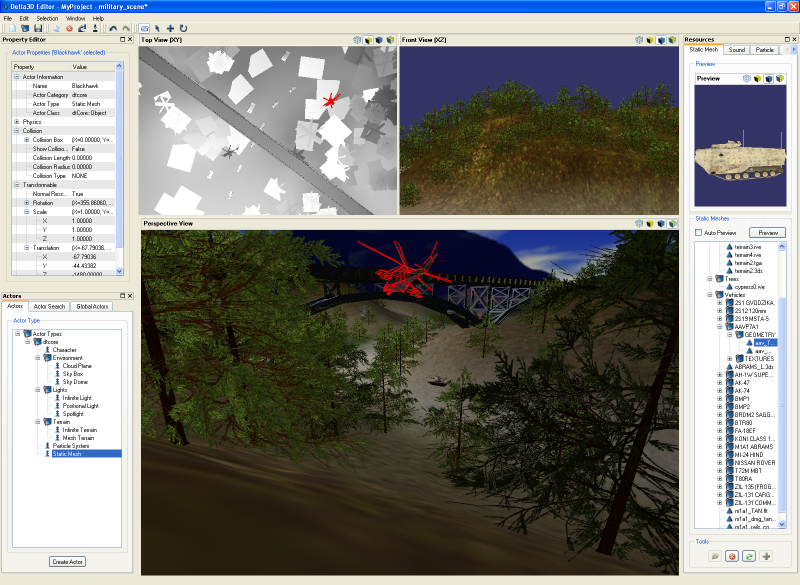 Delta3D Editor - MyProject - military_scene*
File Edit Selection Window Help
Property Editor
Actor Properties ('Blackhawk' selected)
Property Value
Actor Information
Name Blackhawk
Actor Category dtcore
Actor Type Static Mesh
Actor Class dtCore::Object
Physics
Collision
Collision Box (X=0.00000, Y=...
Show Collisio... False
Collision Length 0.00000
Collision Radius 0.00000
Collision Type NONE
Transformable
Normal Resc... True
Rotation (X=355.86060, ...
Scale (X=1.00000, Y=...
X 1.00000
Y 1.00000
Z 1.00000
Translation (X=-67.79036, ...
X -67.79036
Y -44.43382
Actors
Actors Actor Search Global Actors
Actor Type
Actor Types
dtcore
Character
Environment
Cloud Plane
Sky Box
Sky Dome
Lights
Infinite Light
Positional Light
Spotlight
Terrain
Infinite Terrain
Mesh Terrain
Particle System
Static Mesh
Create Actor
Top View (XY)
Front View (XZ)
Perspective View
Resources
Static Mesh Sound Particle
Preview
Preview
Static Meshes
Auto Preview Preview
terrain3.ive
terrain4.ive
terrain2.tga
terrain2.3ds
Trees
cypress0.ive
Vehicles
2S1 GVODZIKA
2S12 120mm
2S19 MSTA-S
AAVP7A1
GEOMETRY
aav_T...
aav_...
TEXTURES
ABRAMS_L.3ds
AH-1W SUPE...
AK-47
AK-74
BMP1
BMP2
BRDM2 SAGG...
BTR80
FA-18EF
KONI CLASS 1...
M1A1 ABRAMS
MI-24 HIND
NISSAN ROVER
T72M MBT
T80RA
ZIL 135 (FROG...
ZIL-131 CARG...
ZIL-131 COMM...
m1a1_TAN.flt
m1a1_dmg_tan...
Tools